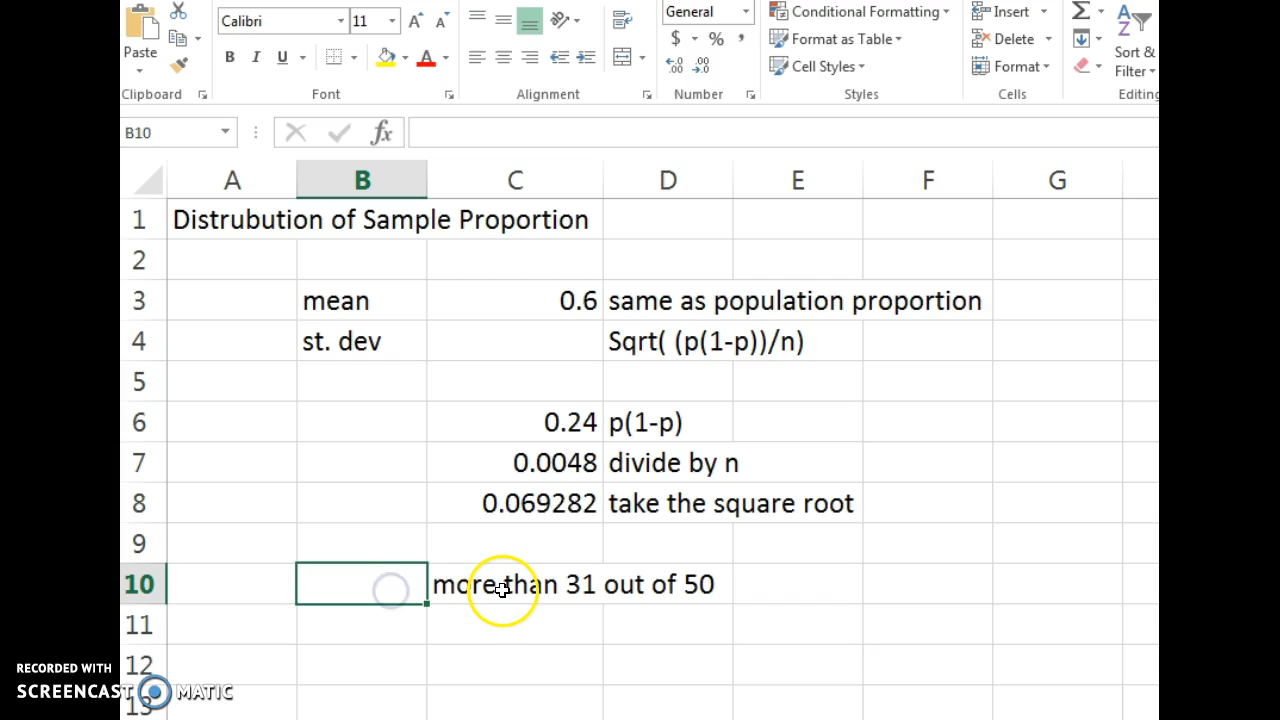 Calibri 11 General Conditional Formatting Insert
Paste B I U $ % , Format as Table Delete Sort &
Cell Styles Format Filter
Clipboard Font Alignment Number Styles Cells Editing
B10 fx
A B C D E F G
1 Distrubution of Sample Proportion
2
3 mean 0.6 same as population proportion
4 st. dev Sqrt( (p(1-p))/n)
5
6 0.24 p(1-p)
7 0.0048 divide by n
8 0.069282 take the square root
9
10 more than 31 out of 50
11
12
13
RECORDED WITH
SCREENCAST MATIC